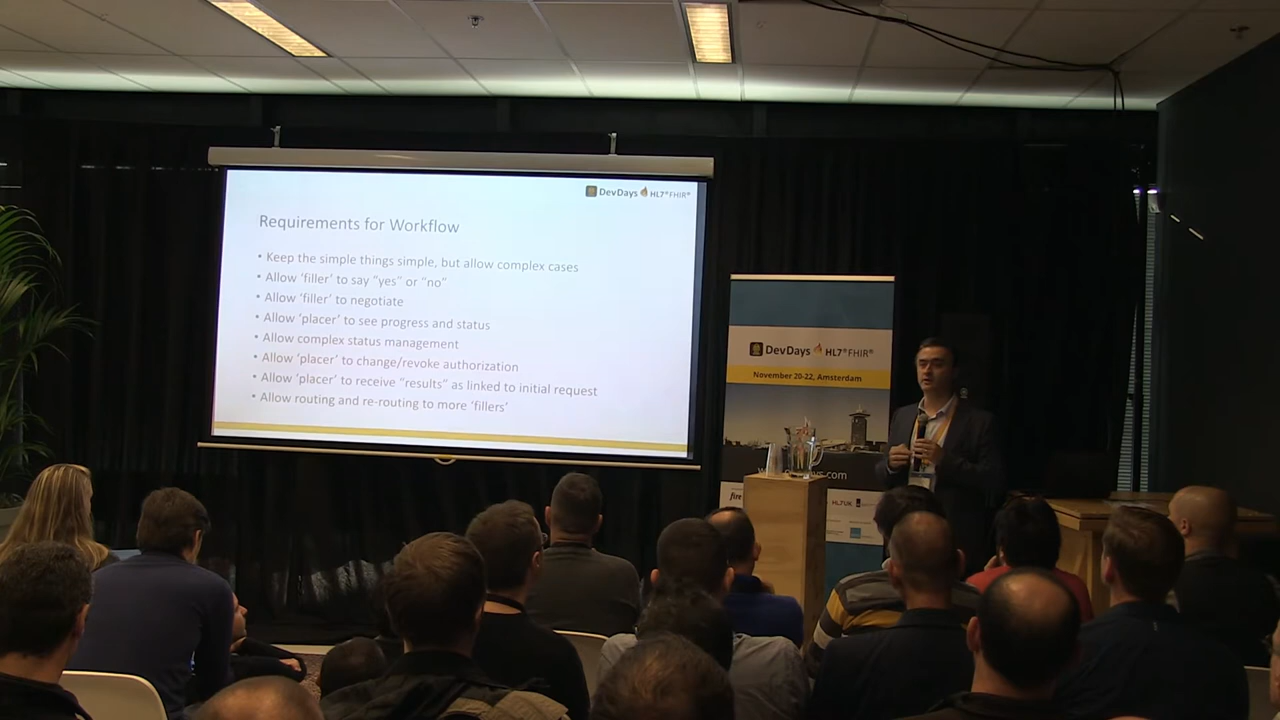 DevDays HL7® FHIR®
Requirements for Workflow
• Keep the simple things simple, but allow complex cases
• Allow ‘filler’ to say “yes” or “no”
• Allow ‘filler’ to negotiate
• Allow ‘placer’ to see progress and status
• Allow complex status management
• Allow ‘placer’ to change/revoke authorization
• Allow ‘placer’ to receive “results” as linked to initial request
• Allow routing and re-routing to more ‘fillers’
DevDays HL7® FHIR®
November 20-22, Amsterdam
fire
HL7UK